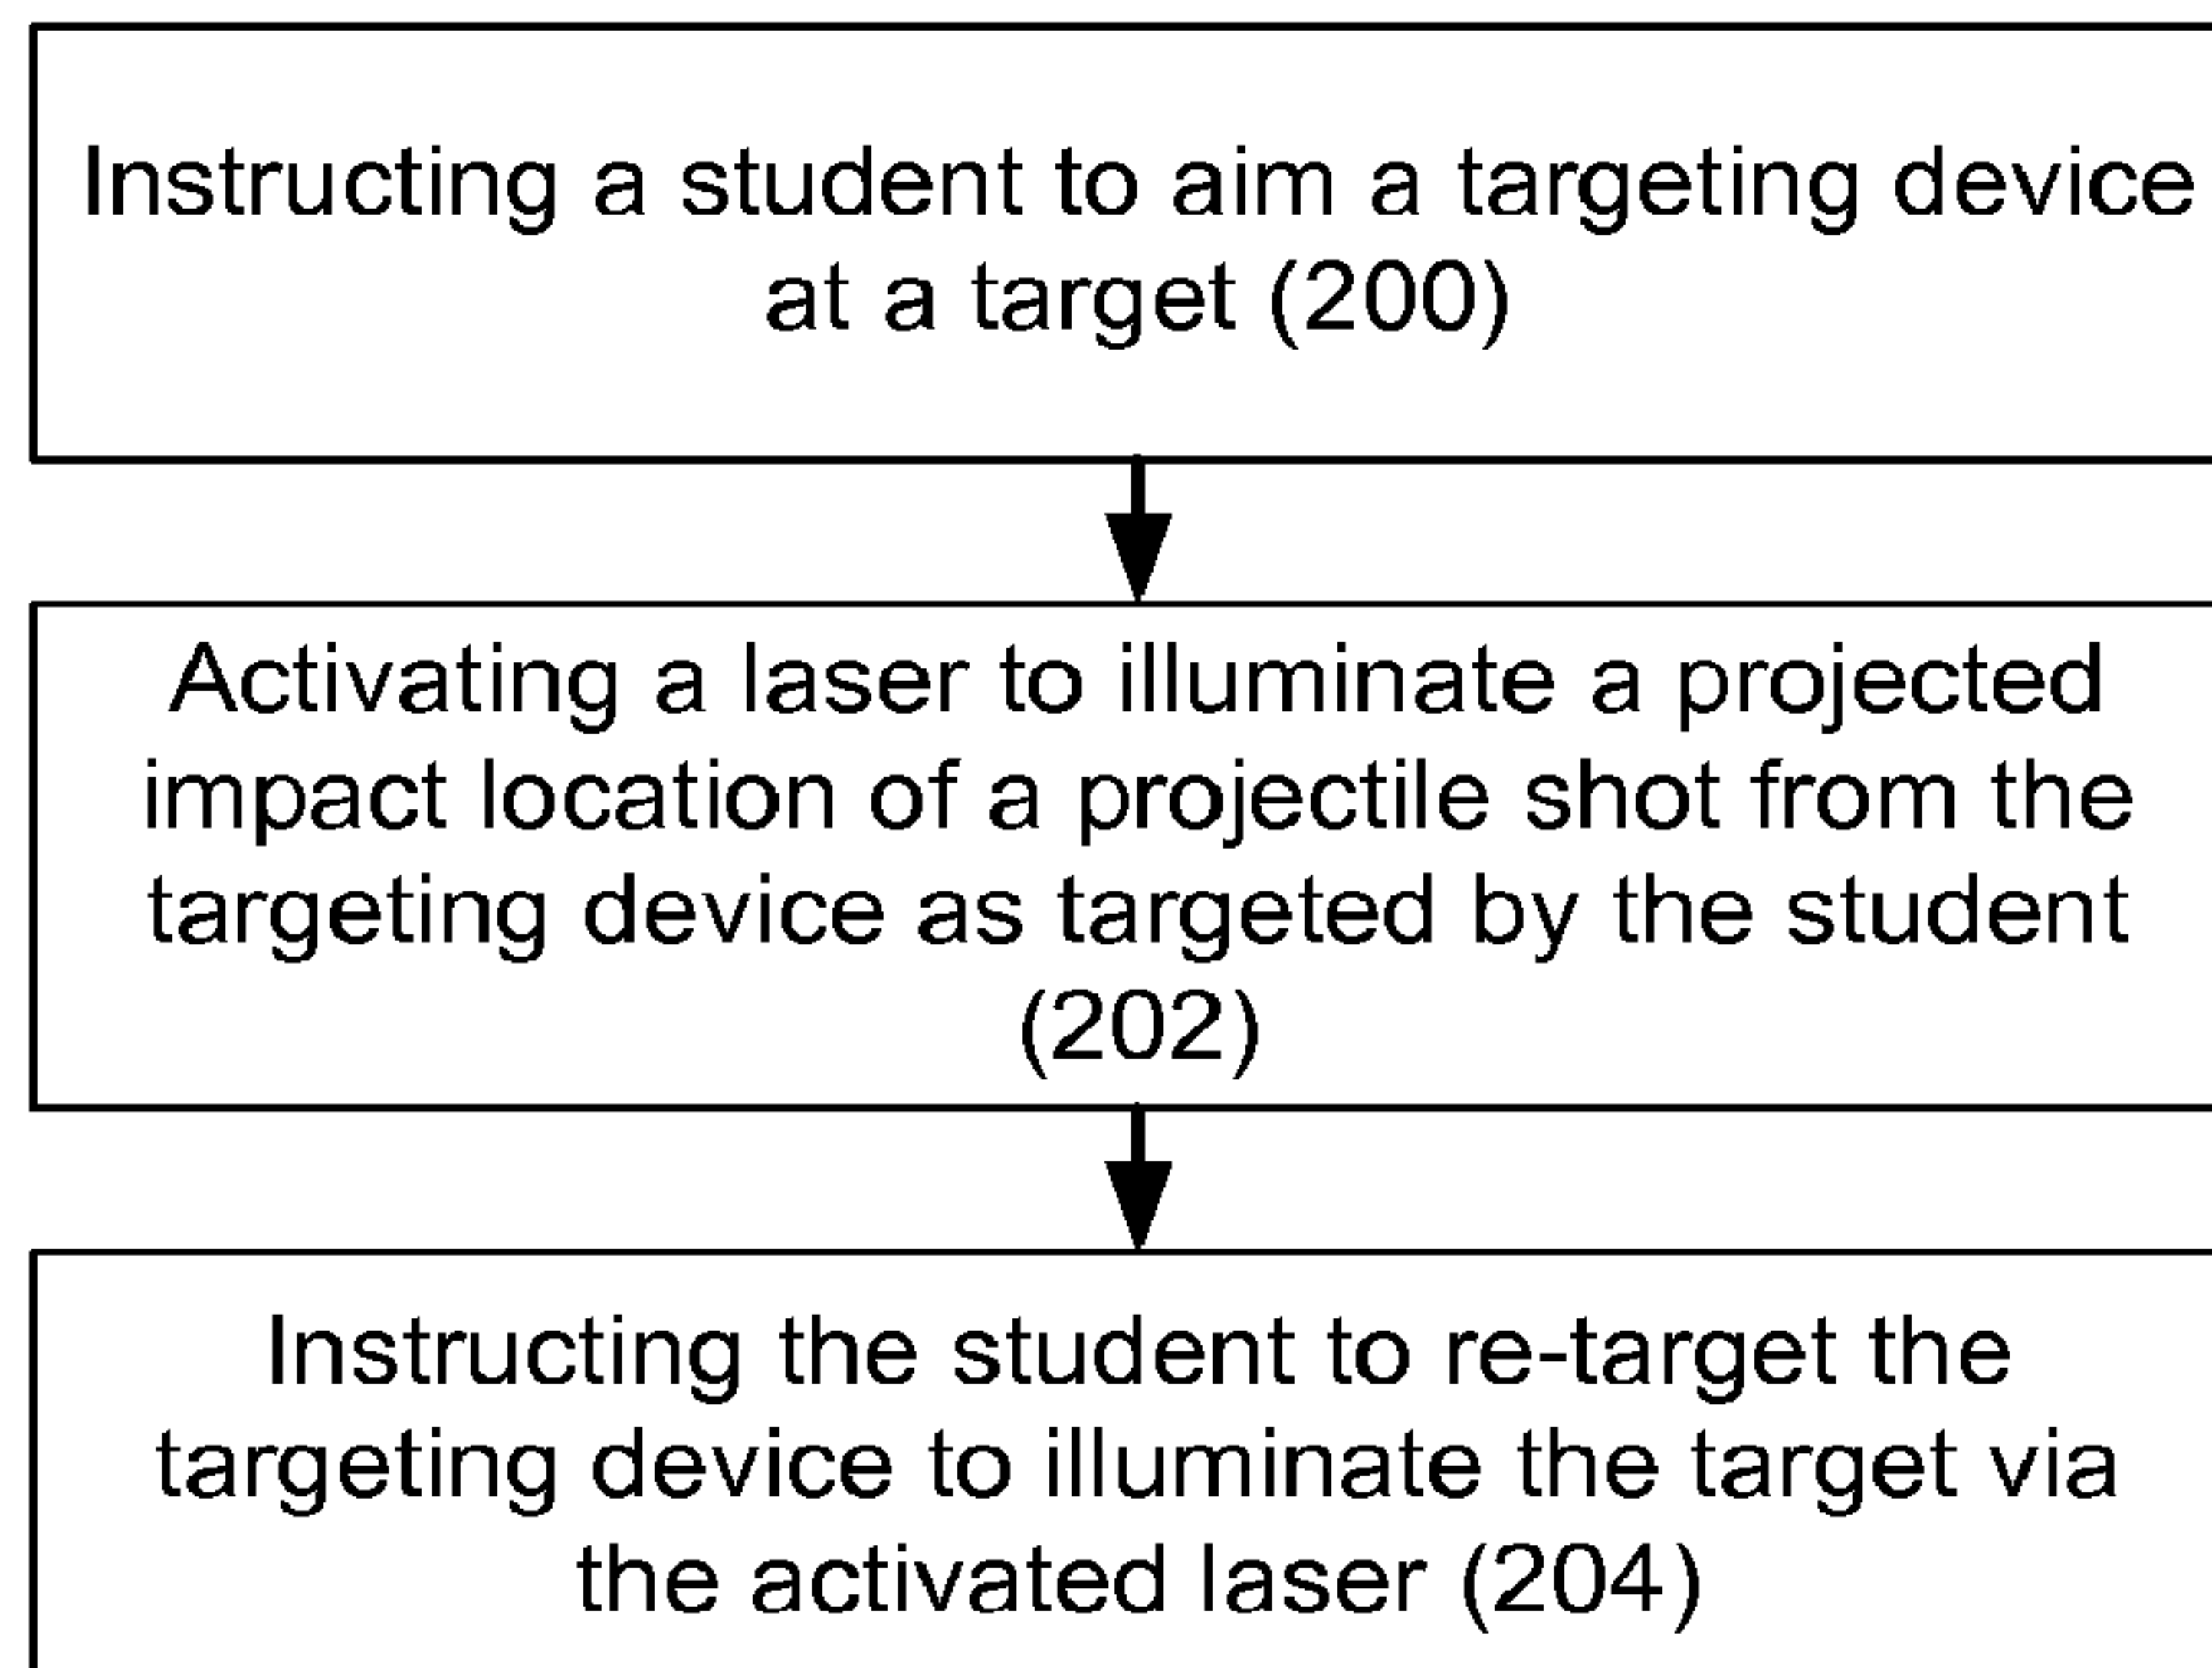 Instructing a student to aim a targeting device
at a target (200)
Activating a laser to illuminate a projected
impact location of a projectile shot from the
targeting device as targeted by the student
(202)
Instructing the student to re-target the
targeting device to illuminate the target via
the activated laser (204)